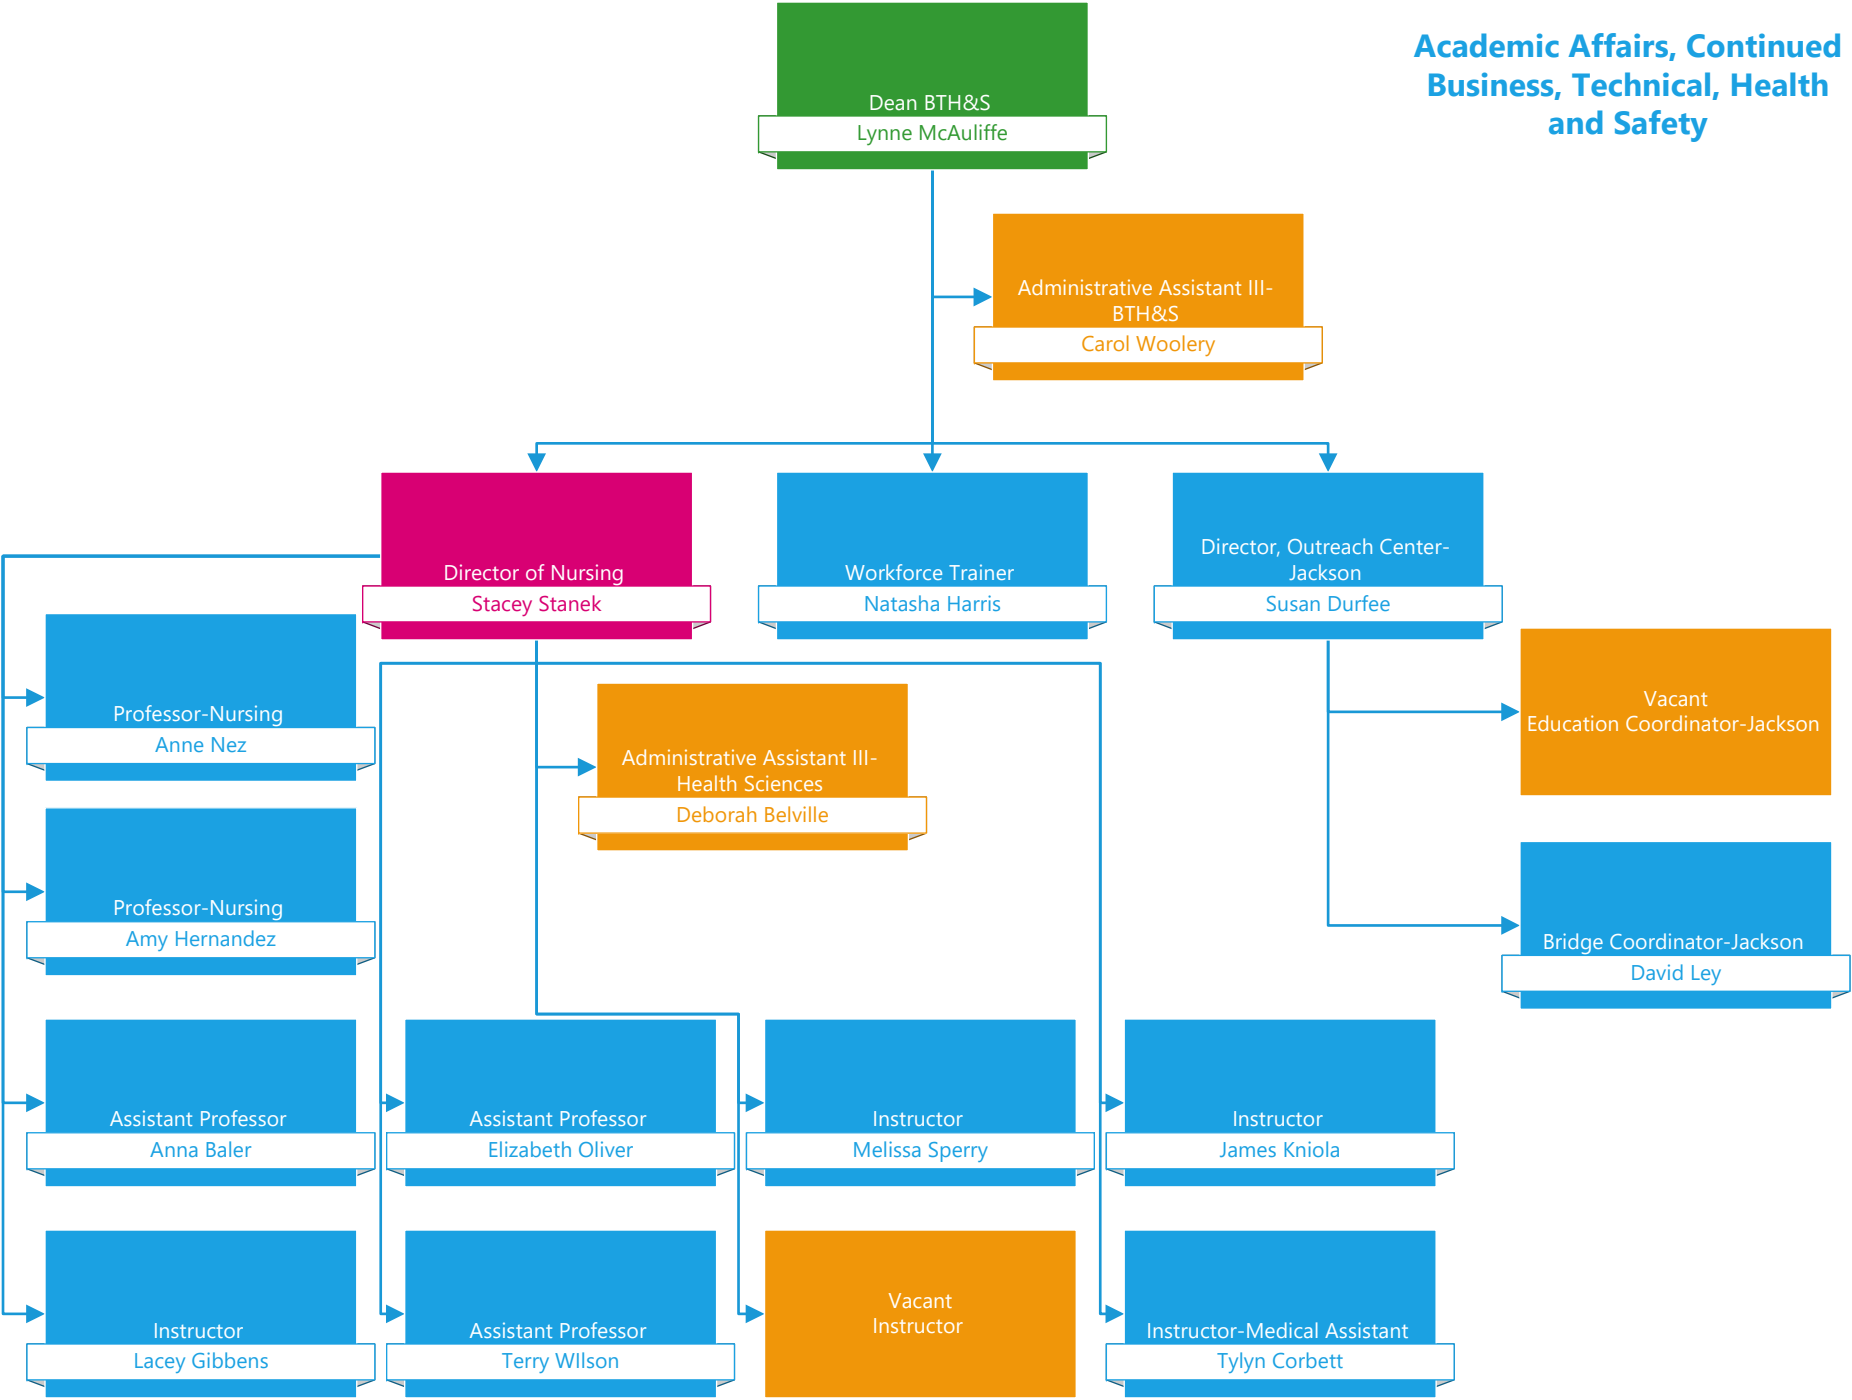 Academic Affairs, Continued
Business, Technical, Health
and Safety
Dean BTH&S
Lynne McAuliffe
Administrative Assistant III-
BTH&S
Carol Woolery
Director of Nursing
Stacey Stanek
Workforce Trainer
Natasha Harris
Director, Outreach Center-
Jackson
Susan Durfee
Professor-Nursing
Anne Nez
Administrative Assistant III-
Health Sciences
Deborah Belville
Vacant
Education Coordinator-Jackson
Professor-Nursing
Amy Hernandez
Bridge Coordinator-Jackson
David Ley
Assistant Professor
Anna Baler
Assistant Professor
Elizabeth Oliver
Instructor
Melissa Sperry
Instructor
James Kniola
Instructor
Lacey Gibbens
Assistant Professor
Terry WIlson
Vacant
Instructor
Instructor-Medical Assistant
Tylyn Corbett